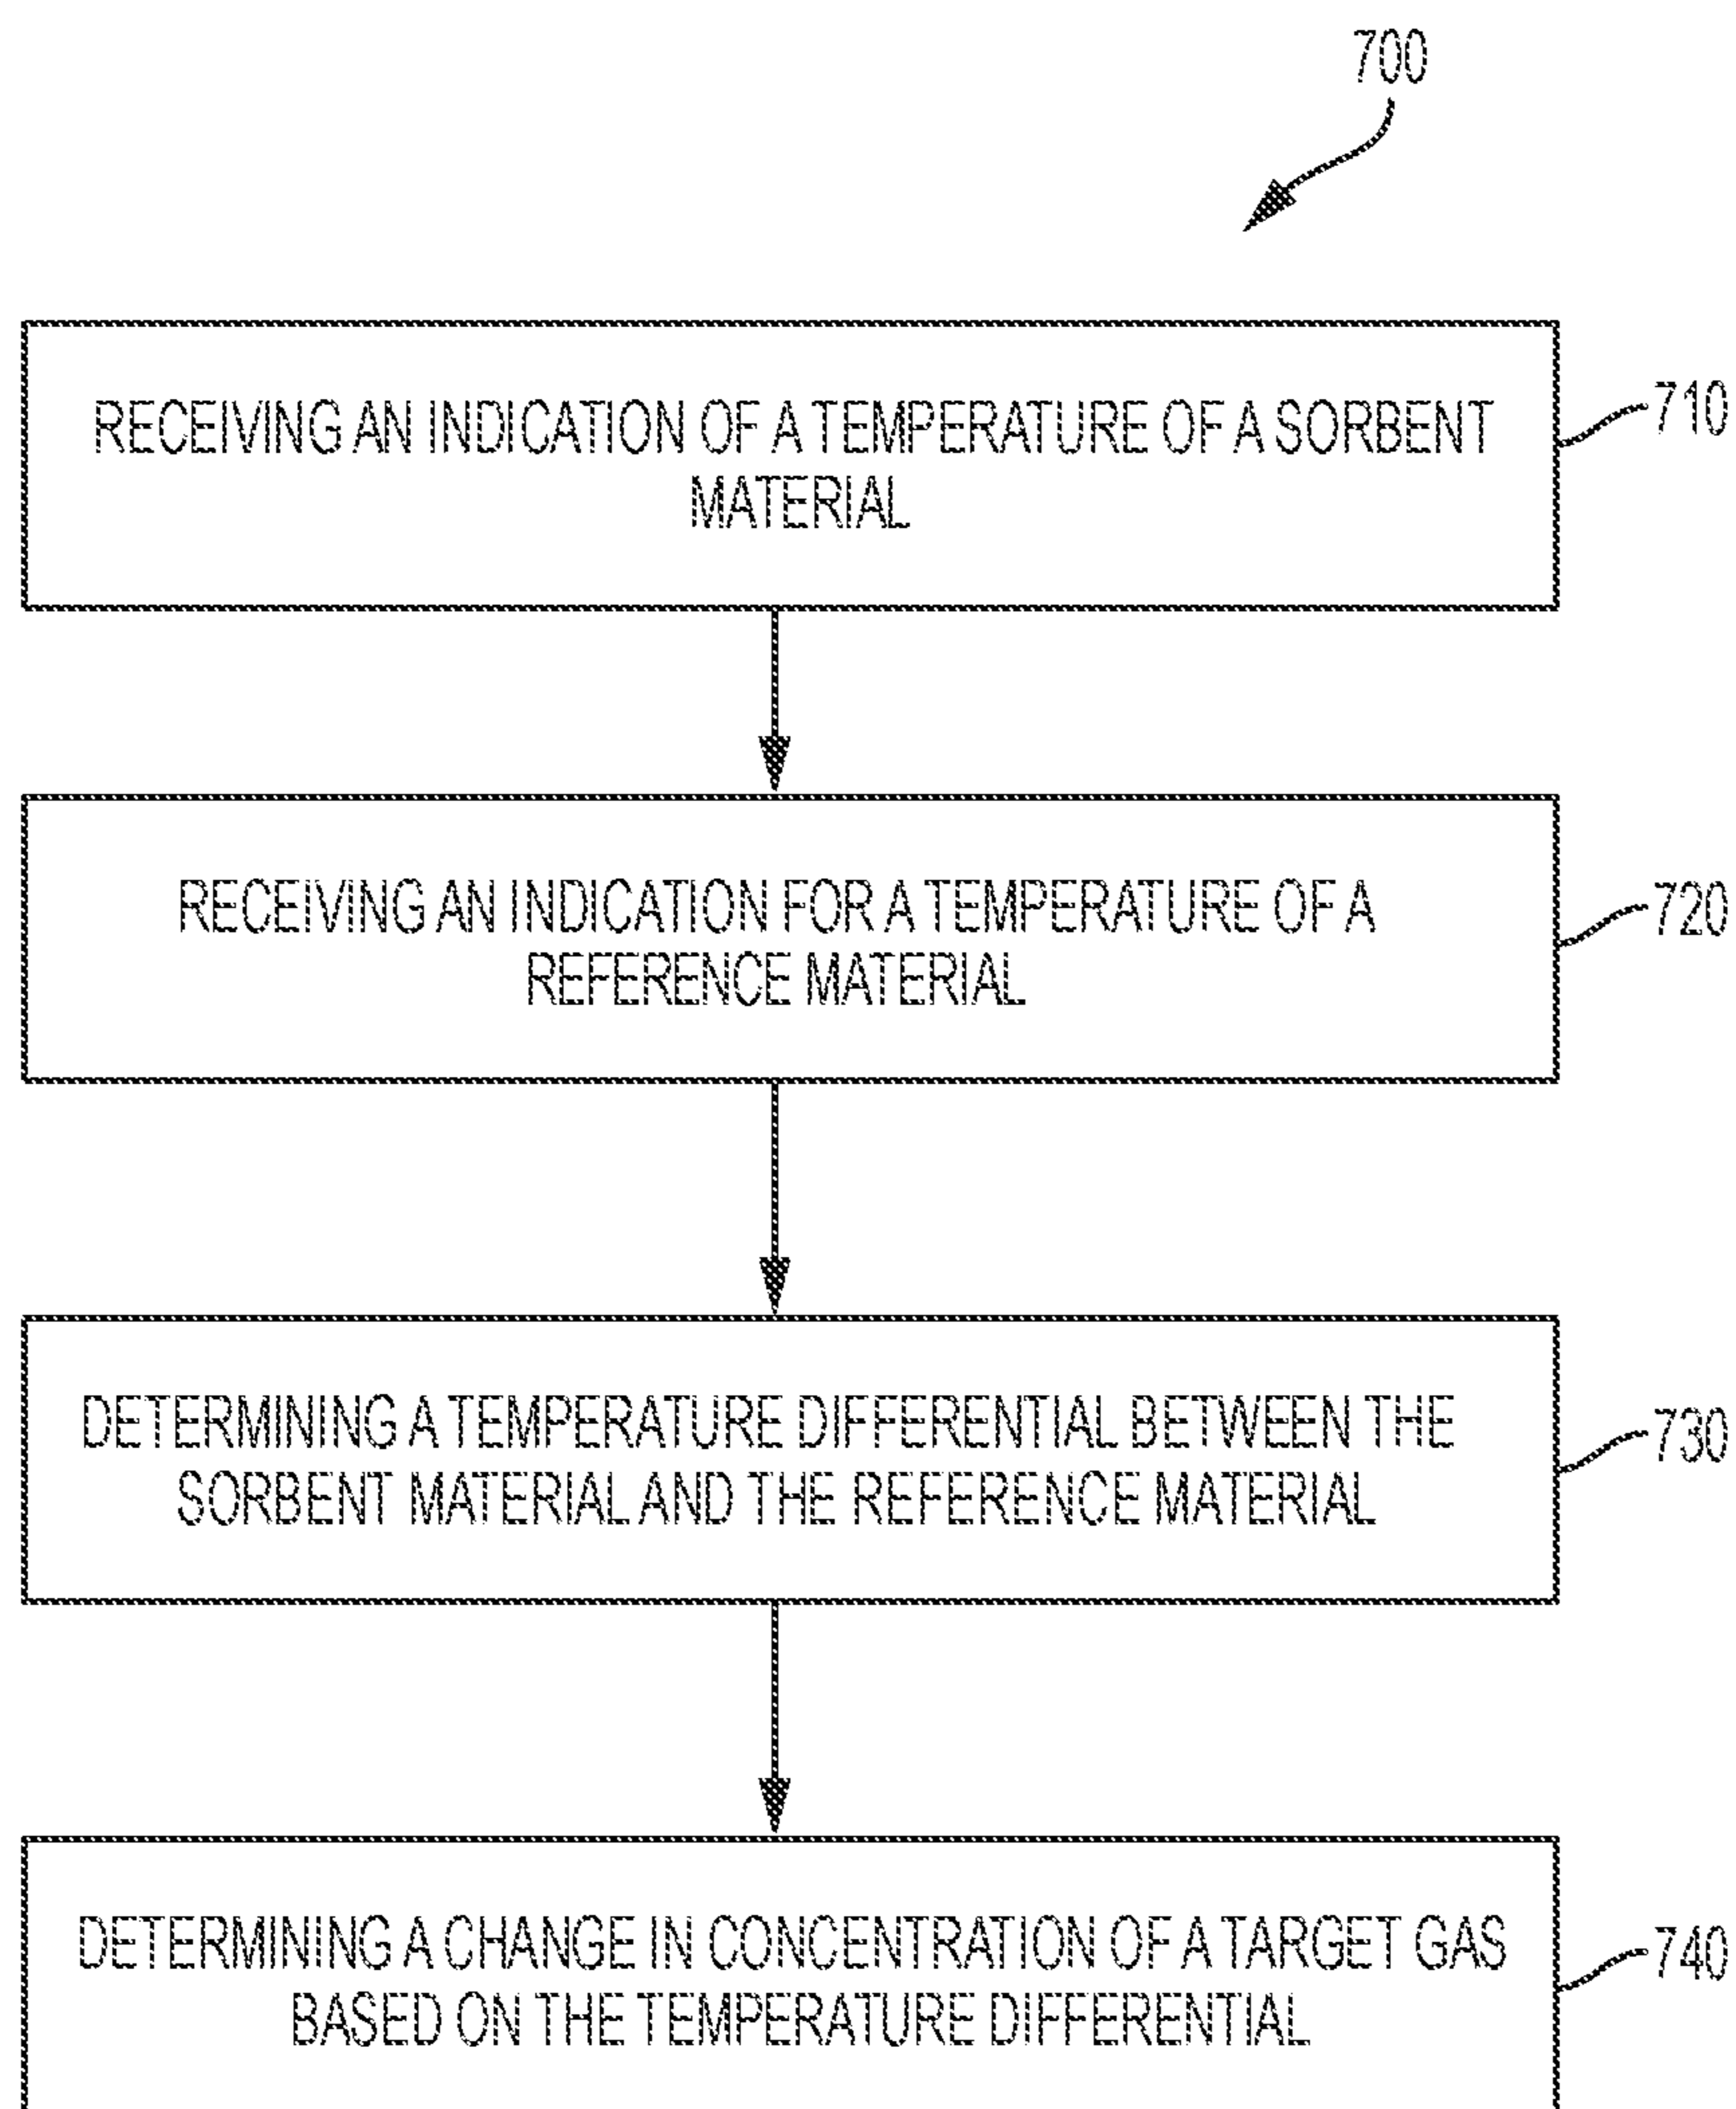 700
RECEIVING AN INDICATION OF A TEMPERATURE OF A SORBENT
MATERIAL
710
RECEIVING AN INDICATION FOR A TEMPERATURE OF A
REFERENCE MATERIAL
720
DETERMINING A TEMPERATURE DIFFERENTIAL BETWEEN THE
SORBENT MATERIAL AND THE REFERENCE MATERIAL
730
DETERMINING A CHANGE IN CONCENTRATION OF A TARGET GAS
BASED ON THE TEMPERATURE DIFFERENTIAL
740